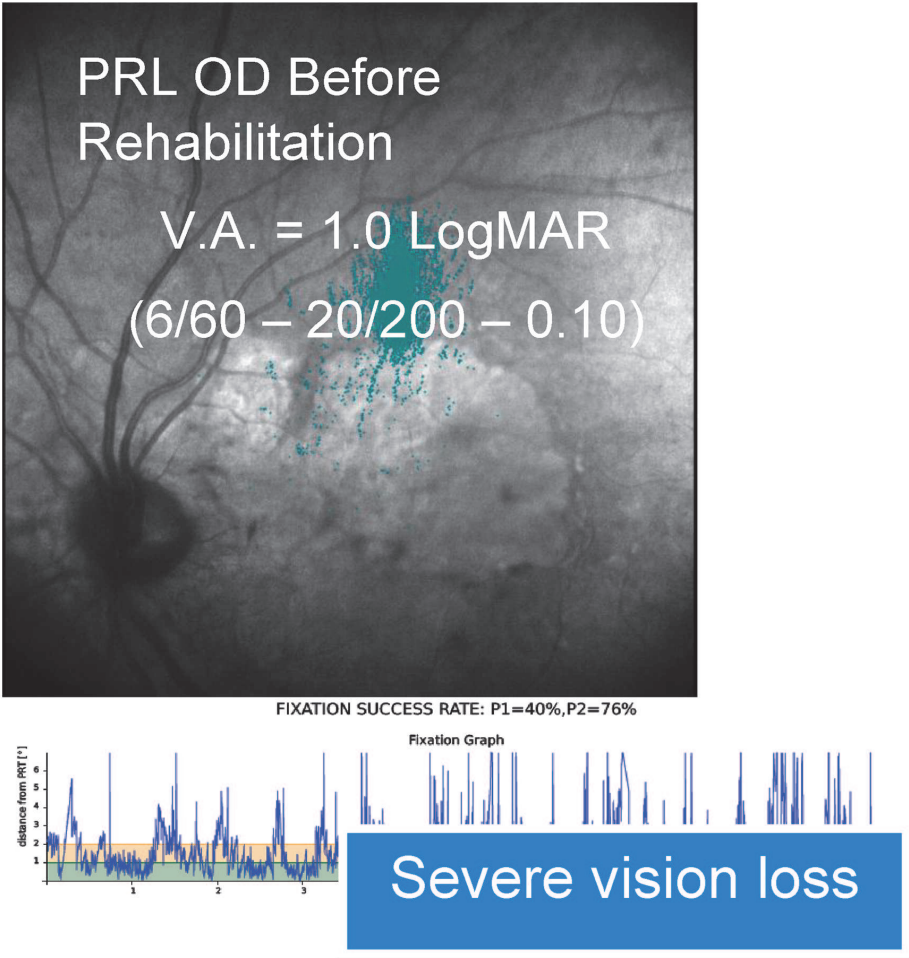 PRL OD Before
Rehabilitation
V.A. = 1.0 LogMAR
(6/60 – 20/200 – 0.10)
FIXATION SUCCESS RATE: P1=40%,P2=76%
Fixation Graph
distance from PRT [°]
6
5
4
3
2
1
1 2 3
Severe vision loss